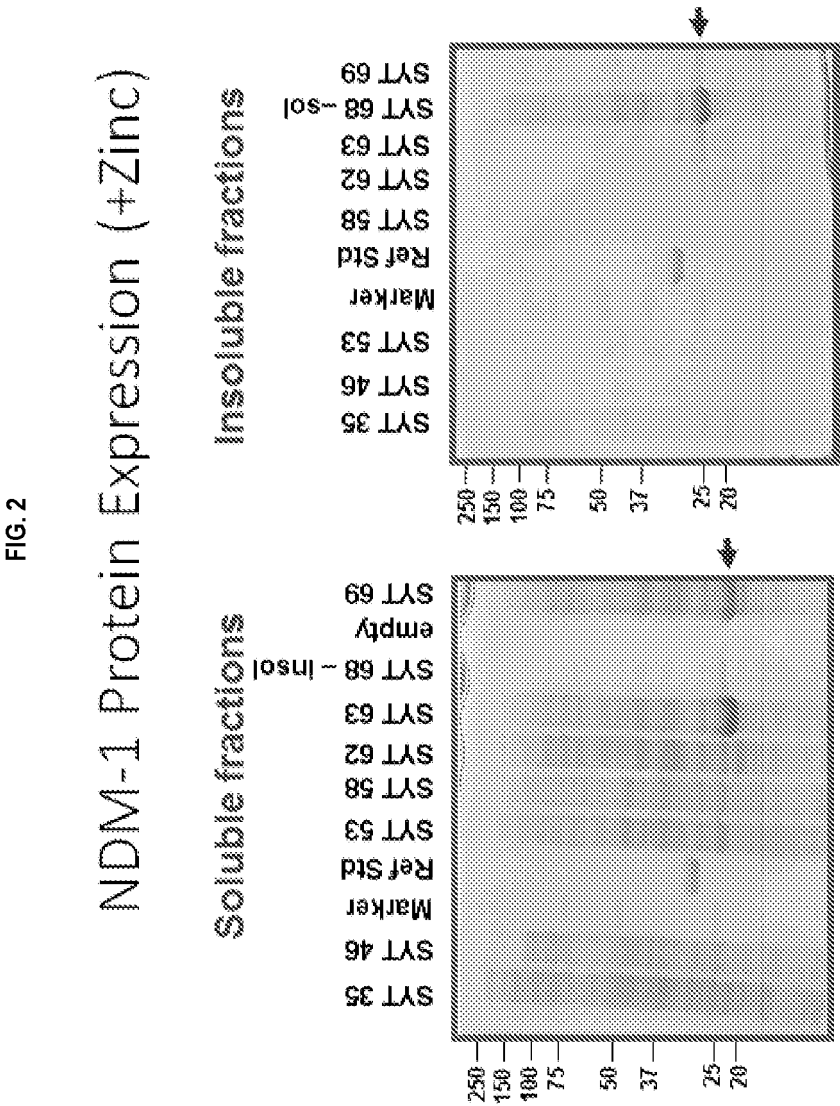 FIG. 2
NDM-1 Protein Expression (+Zinc)
Soluble fractions
SYT 35
SYT 46
Marker
Ref Std
SYT 53
SYT 58
SYT 62
SYT 63
SYT 68 – insol
empty
SYT 69
250
150
100
75
50
37
25
20
Insoluble fractions
SYT 35
SYT 46
SYT 53
Marker
Ref Std
SYT 58
SYT 62
SYT 63
SYT 68 –sol
SYT 69
250
150
100
75
50
37
25
20